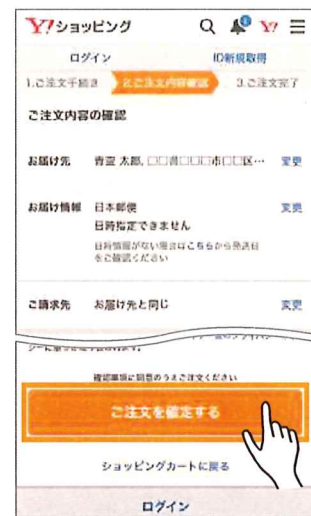 Y!ショッピング
ログイン ID新規取得
1.ご注文手続き 2.ご注文内容確認 3.ご注文完了
ご注文内容の確認
お届け先 青空 太郎, □□県□□□市□□区… 変更
お届け情報 日本郵便 変更
日時指定できません
日時情報がない場合はこちらから発送日
をご確認ください
ご請求先 お届け先と同じ 変更
確認事項に同意のうえご注文ください
ご注文を確定する
ショッピングカートに戻る
ログイン